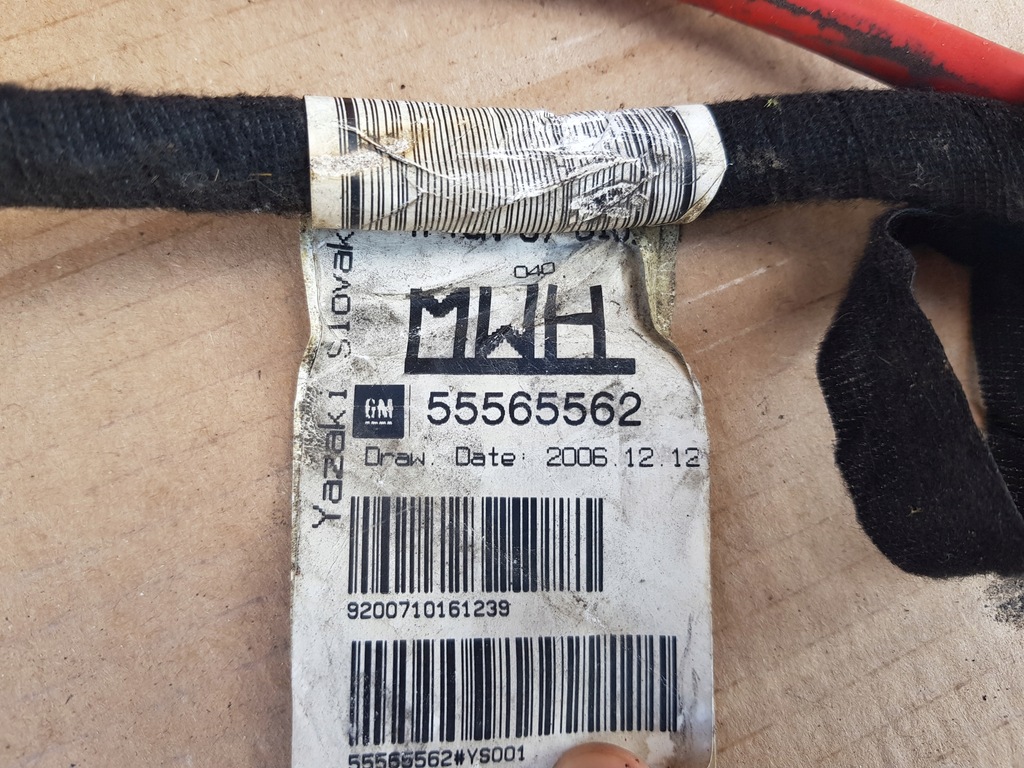 040
MWH
GM 55565562
Draw. Date: 2006.12.12
Yazaki Slovak
9200710161239
55565562#YS001